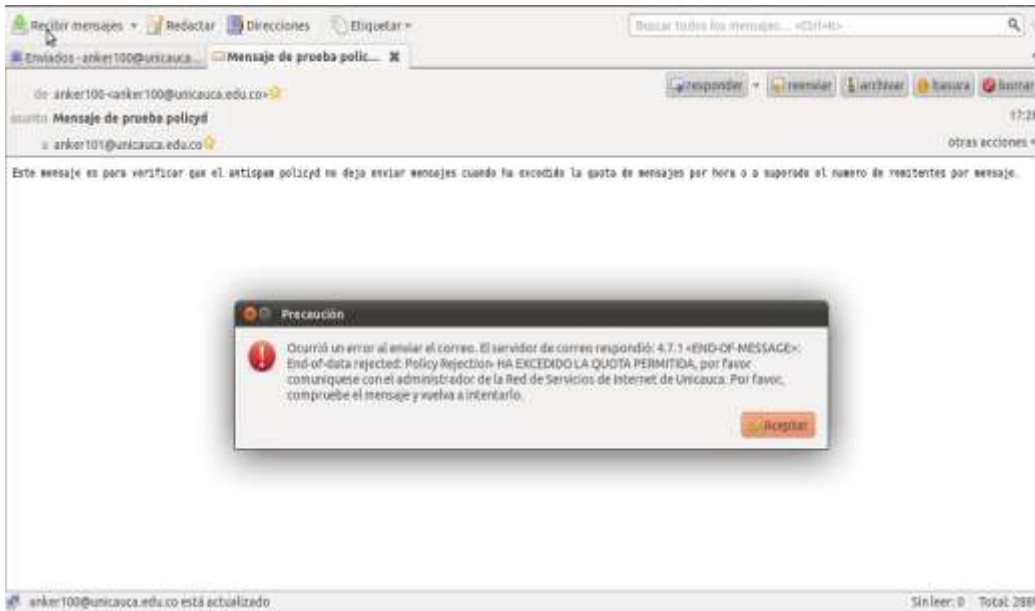 Recibir mensajes Redactar Direcciones Etiquetar Buscar todos los mensajes... <Ctrl+K>
Enviados - anker100@unicauca.... Mensaje de prueba polic...
de anker100 <anker100@unicauca.edu.co> responder reenviar archivar basura borrar
asunto Mensaje de prueba policyd 17:28
a anker101@unicauca.edu.co otras acciones
Este mensaje es para verificar que el antispam policyd no deja enviar mensajes cuando ha excedido la quota de mensajes por hora o a superado el numero de remitentes por mensaje.
Precaución
Ocurrió un error al enviar el correo. El servidor de correo respondió: 4.7.1 <END-OF-MESSAGE>:
End-of-data rejected: Policy Rejection- HA EXCEDIDO LA QUOTA PERMITIDA, por favor
comuniquese con el administrador de la Red de Servicios de Internet de Unicauca. Por favor,
compruebe el mensaje y vuelva a intentarlo.
Aceptar
anker100@unicauca.edu.co está actualizado Sin leer: 0 Total: